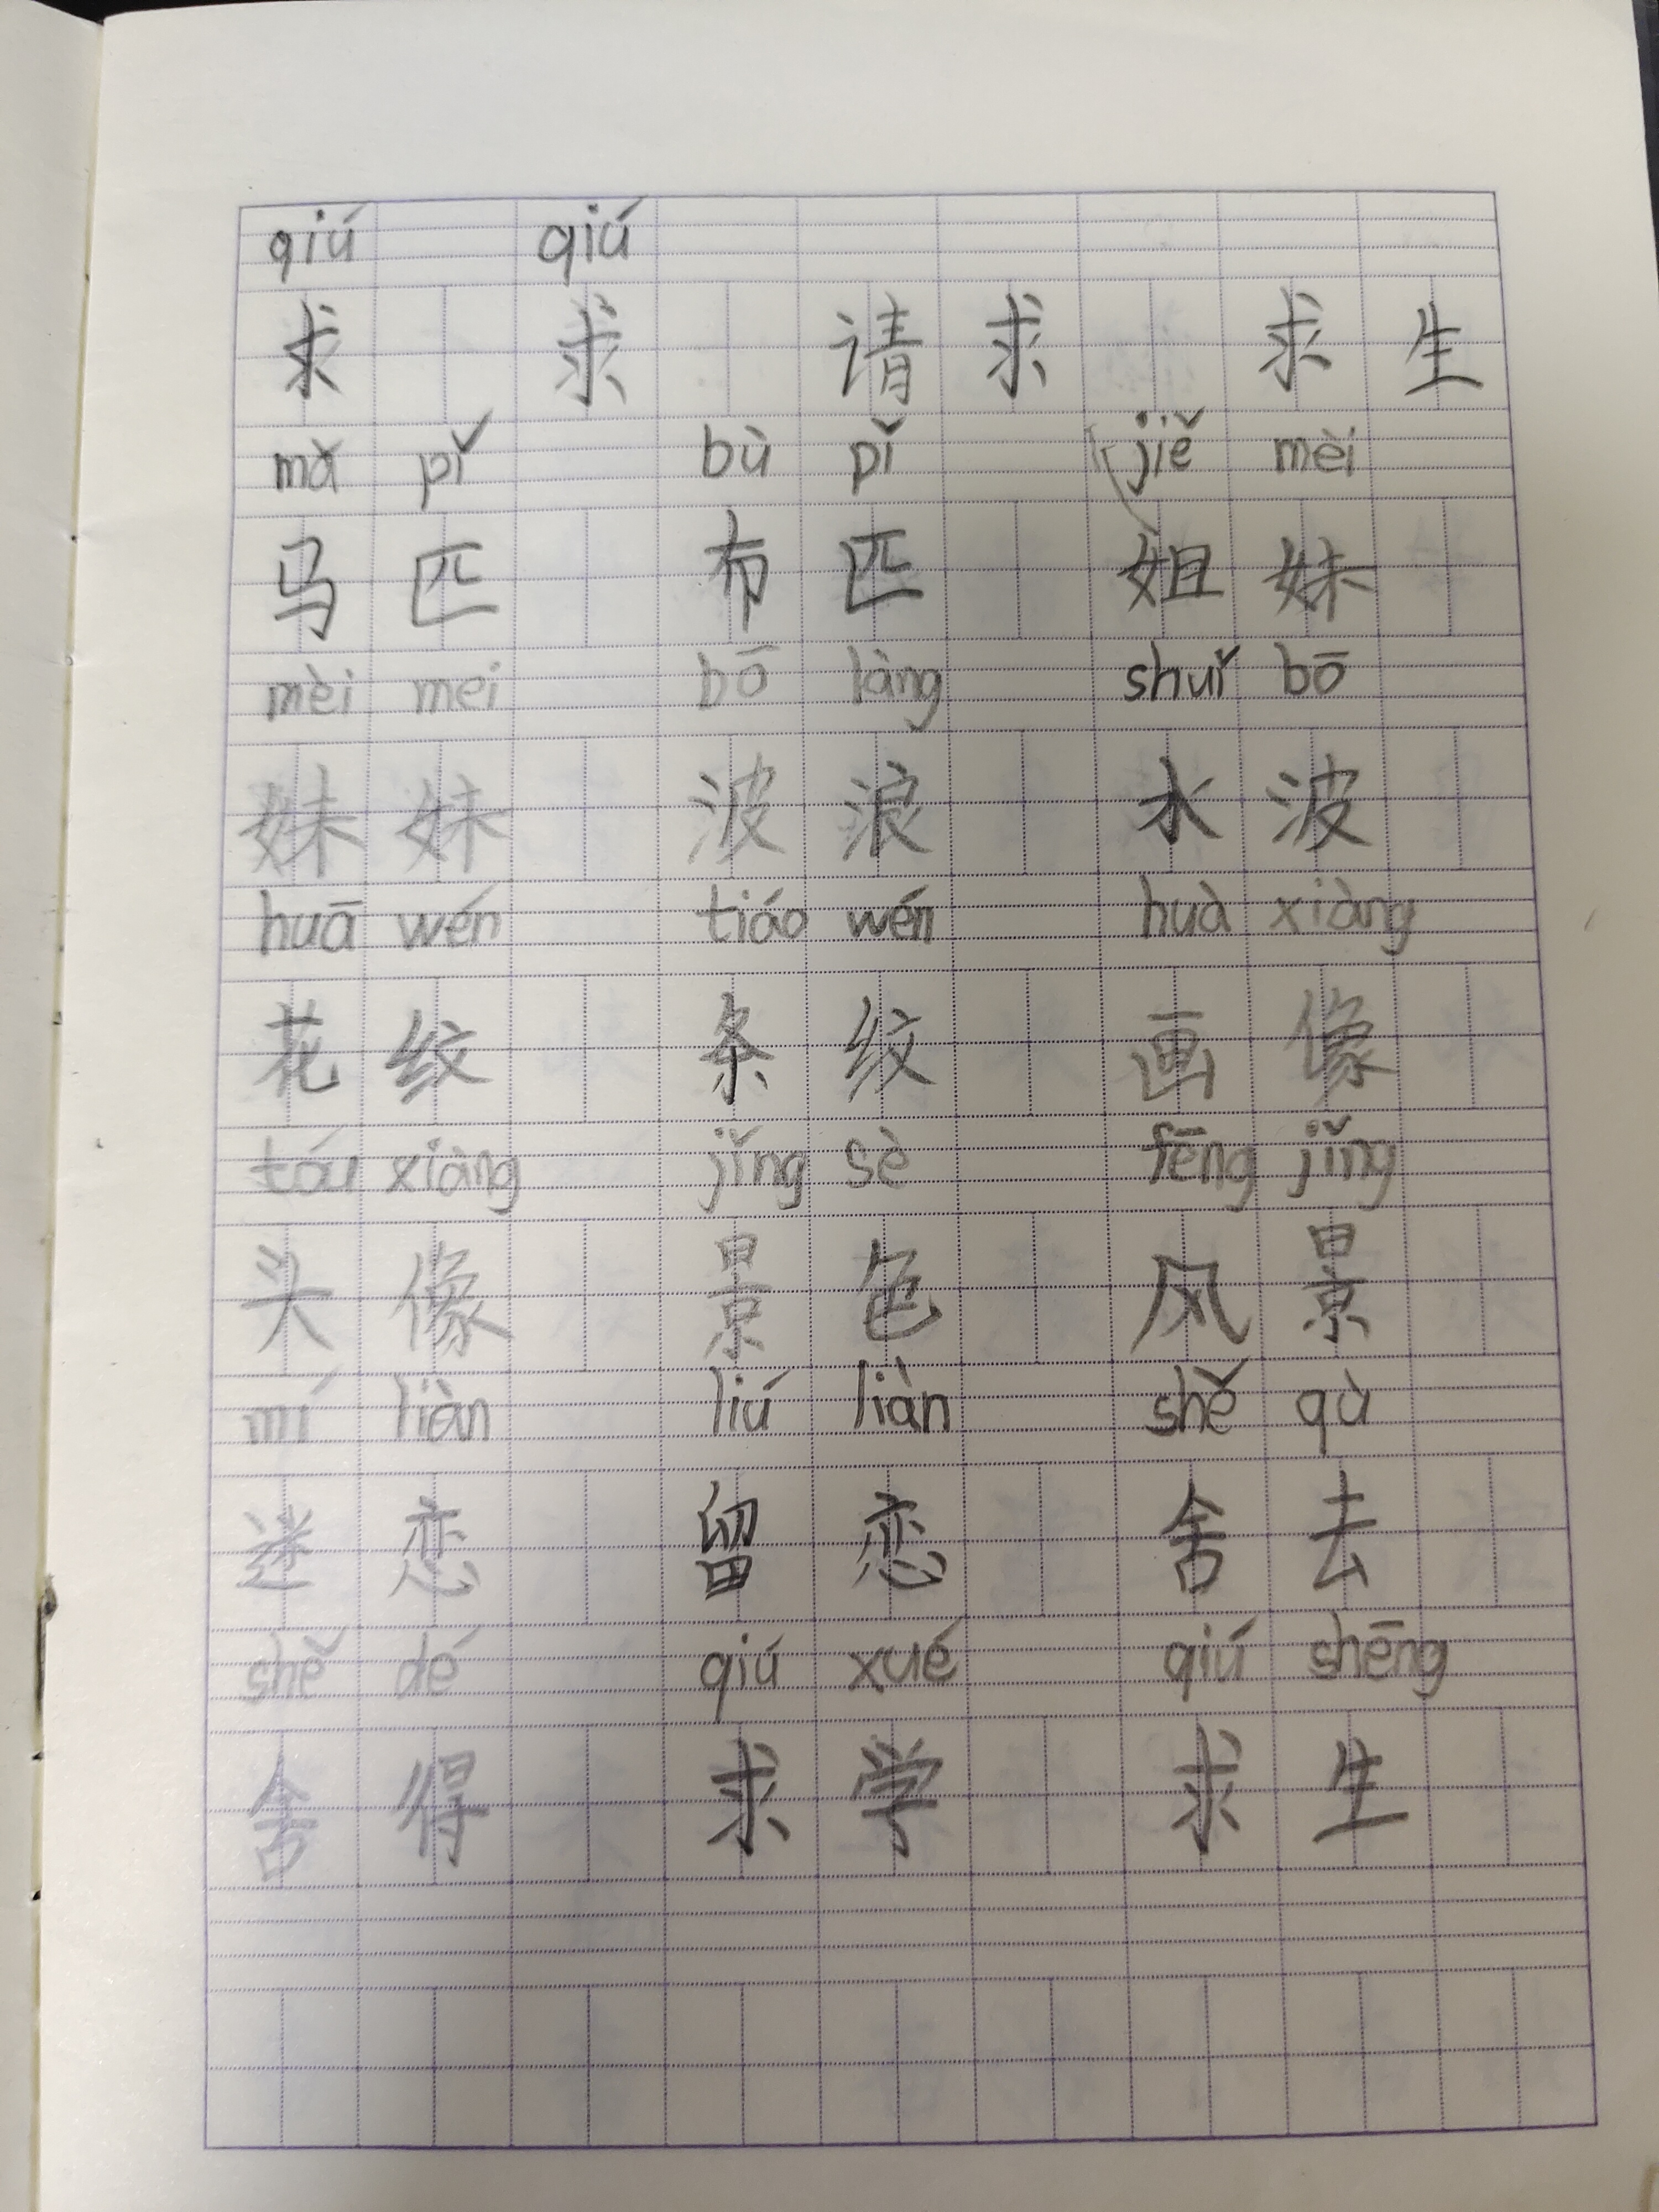 qiú qiú
求 求 请求 求生
mǎ pǐ bù pǐ jiě mèi
马匹 布匹 姐妹
mèi mei bō làng shuǐ bō
妹妹 波浪 水波
huā wén tiáo wén huà xiàng
花纹 条纹 画像
tóu xiàng jǐng sè fēng jǐng
头像 景色 风景
mí liàn liú liàn shě qù
迷恋 留恋 舍去
shě dé qiú xué qiú shēng
舍得 求学 求生